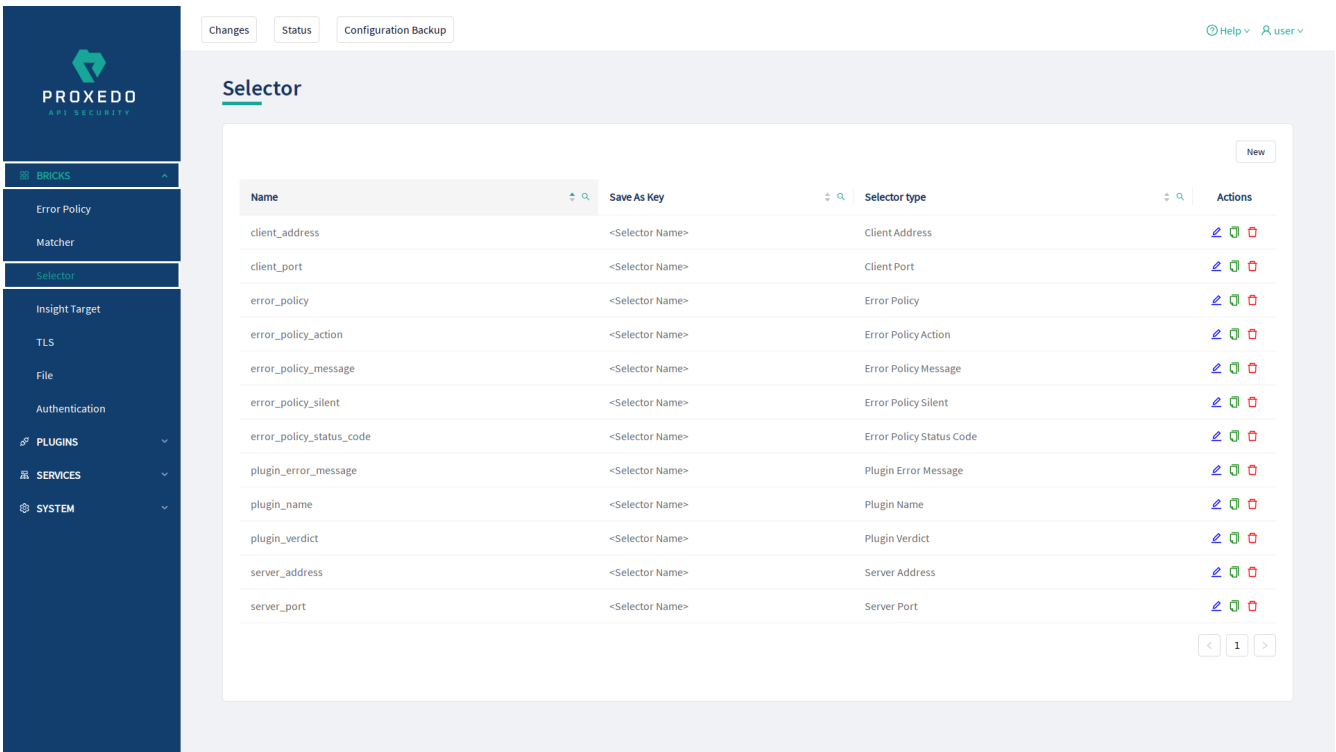 Changes Status Configuration Backup Help user
PROXEDO
API SECURITY
BRICKS
Error Policy
Matcher
Selector
Insight Target
TLS
File
Authentication
PLUGINS
SERVICES
SYSTEM
Selector
New
Name Save As Key Selector type Actions
client_address <Selector Name> Client Address
client_port <Selector Name> Client Port
error_policy <Selector Name> Error Policy
error_policy_action <Selector Name> Error Policy Action
error_policy_message <Selector Name> Error Policy Message
error_policy_silent <Selector Name> Error Policy Silent
error_policy_status_code <Selector Name> Error Policy Status Code
plugin_error_message <Selector Name> Plugin Error Message
plugin_name <Selector Name> Plugin Name
plugin_verdict <Selector Name> Plugin Verdict
server_address <Selector Name> Server Address
server_port <Selector Name> Server Port
< 1 >